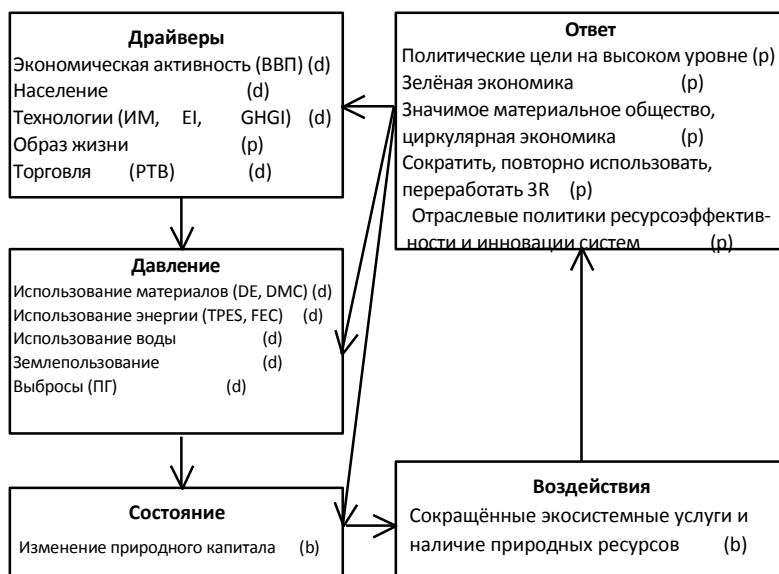 Драйверы
Экономическая активность (ВВП) (d)
Население (d)
Технологии (ИМ, EI, GHGI) (d)
Образ жизни (p)
Торговля (РТВ) (d)
Давление
Использование материалов (DE, DMC) (d)
Использование энергии (TPES, FEC) (d)
Использование воды (d)
Землепользование (d)
Выбросы (ПГ) (d)
Состояние
Изменение природного капитала (b)
Ответ
Политические цели на высоком уровне (p)
Зелёная экономика (p)
Значимое материальное общество,
циркулярная экономика (p)
Сократить, повторно использовать,
переработать 3R (p)
Отраслевые политики ресурсоэффектив-
ности и инновации систем (p)
Воздействия
Сокращённые экосистемные услуги и
наличие природных ресурсов (b)